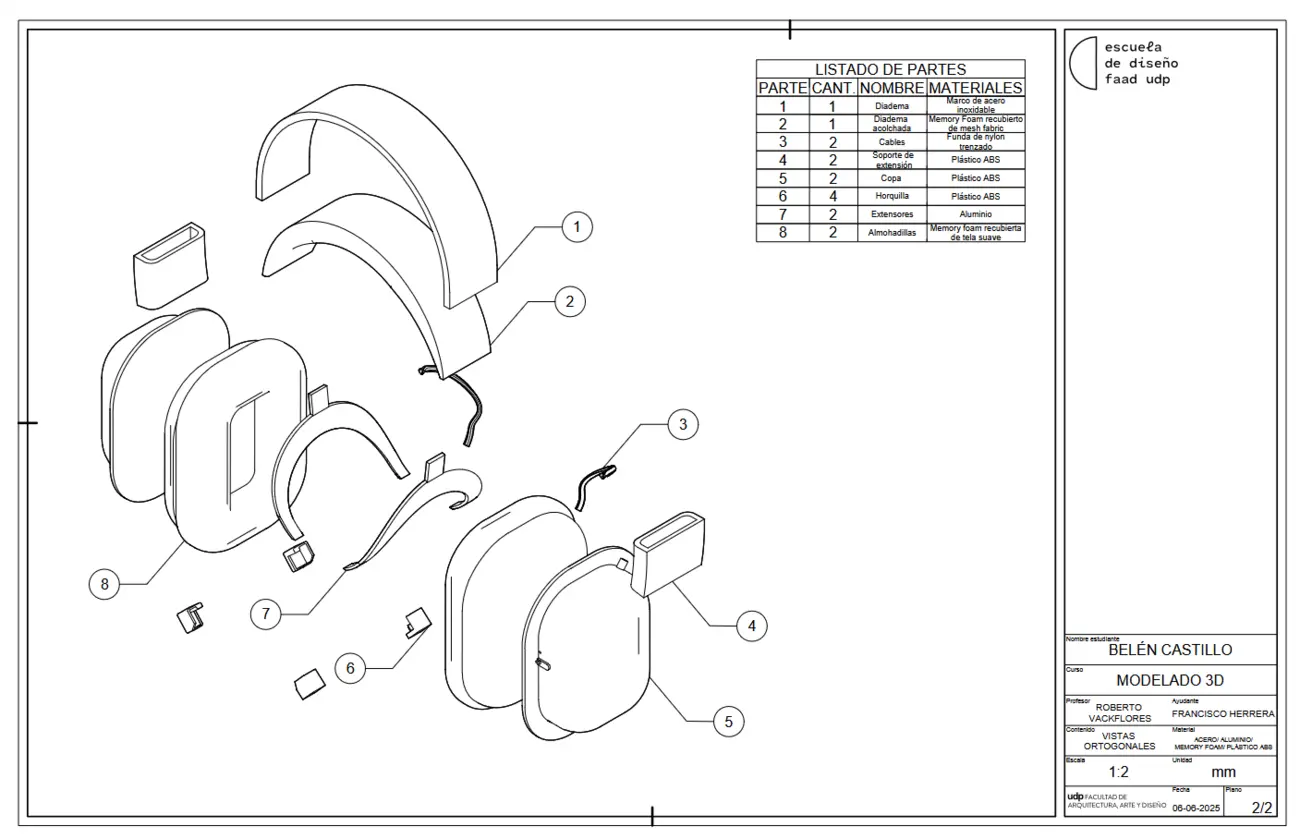 escuela
de diseño
faad udp
LISTADO DE PARTES
PARTE CANT. NOMBRE MATERIALES
1 1 Diadema Marco de acero inoxidable
2 1 Diadema acolchada Memory Foam recubierto de mesh fabric
3 2 Cables Funda de nylon trenzado
4 2 Soporte de extensión Plástico ABS
5 2 Copa Plástico ABS
6 4 Horquilla Plástico ABS
7 2 Extensores Aluminio
8 2 Almohadillas Memory foam recubierta de tela suave
1
2
3
8
7
6
4
5
Nombre estudiante
BELÉN CASTILLO
Curso
MODELADO 3D
Profesor
ROBERTO
VACKFLORES
Ayudante
FRANCISCO HERRERA
Contenido
VISTAS
ORTOGONALES
Material
ACERO/ ALUMINIO/
MEMORY FOAM/ PLÁSTICO ABS
Escala
1:2
Unidad
mm
udp FACULTAD DE
ARQUITECTURA, ARTE Y DISEÑO
Fecha
06-06-2025
Plano
2/2